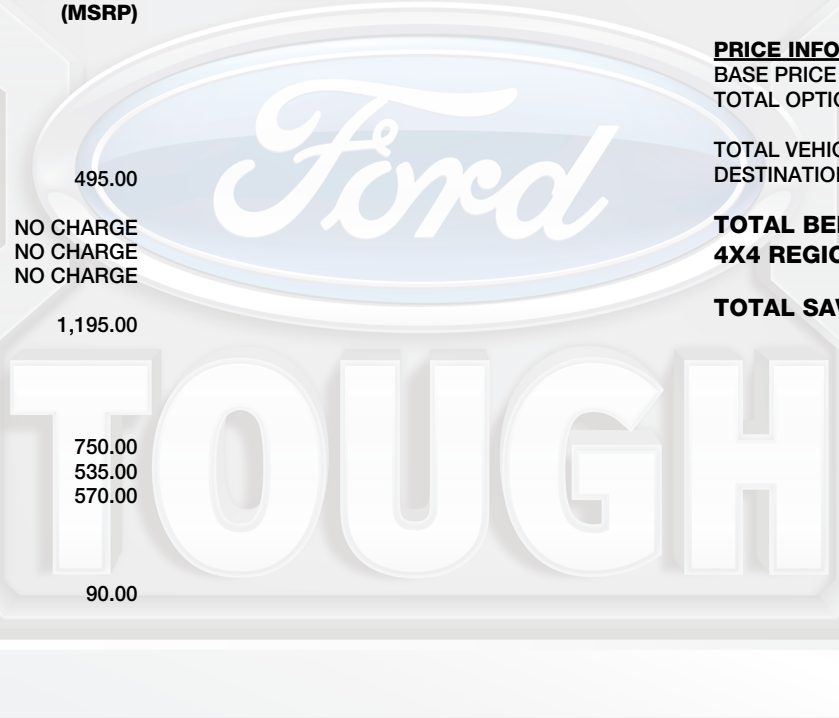 (MSRP)
495.00
NO CHARGE
NO CHARGE
NO CHARGE
1,195.00
750.00
535.00
570.00
90.00
PRICE INFO
BASE PRICE
TOTAL OPTIO
TOTAL VEHIC
DESTINATION
TOTAL BE
4X4 REGIO
TOTAL SAV
Ford
TOUGH